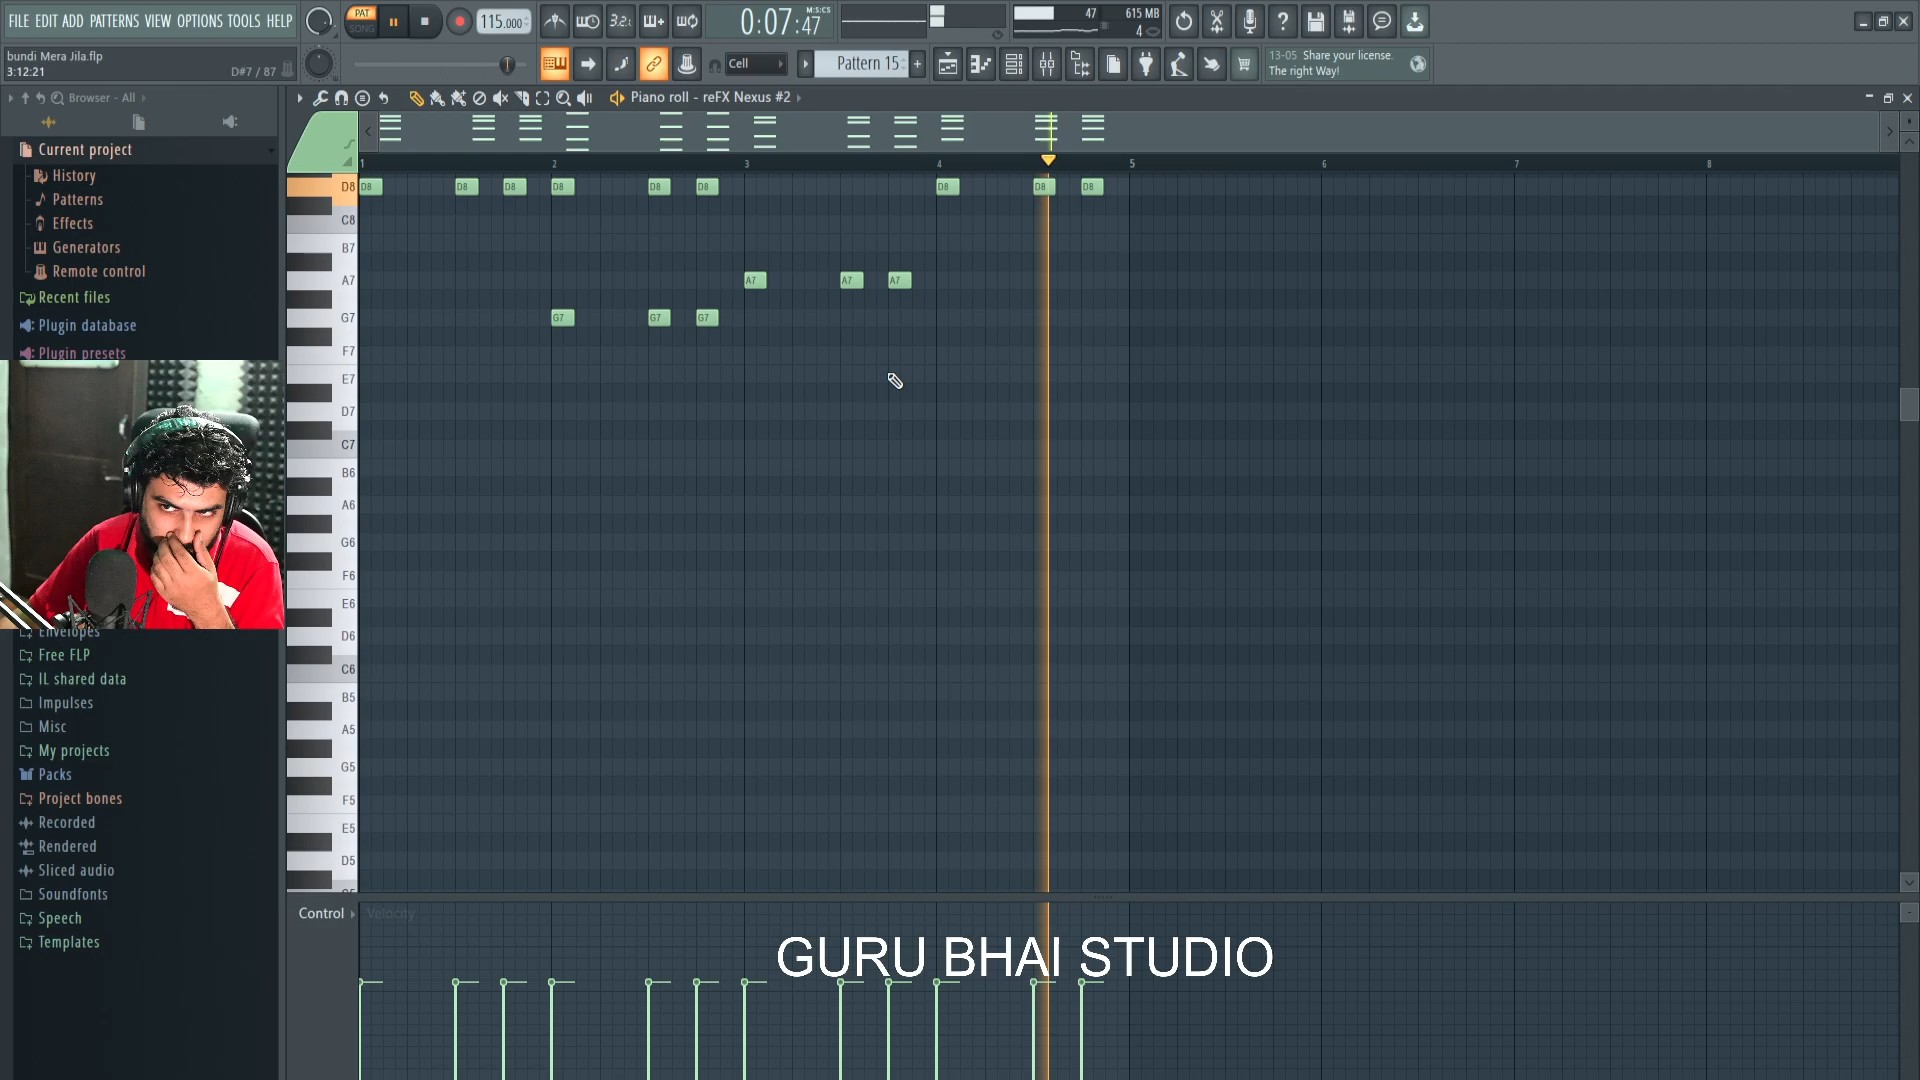 FILE EDIT ADD PATTERNS VIEW OPTIONS TOOLS HELP
PAT
SONG
115.000
3.2.
0:07:47
M:S:CS
47
615 MB
4
bundi Mera Jila.flp
3:12:21
D#7 / 87
Cell
Pattern 15
+
13-05 Share your license.
The right Way!
Browser - All
Piano roll - reFX Nexus #2
Current project
History
Patterns
Effects
Generators
Remote control
Recent files
Plugin database
Plugin presets
Envelopes
Free FLP
IL shared data
Impulses
Misc
My projects
Packs
Project bones
Recorded
Rendered
Sliced audio
Soundfonts
Speech
Templates
1 2 3 4 5 6 7 8
D8 D8 D8 D8 D8 D8 D8 D8 D8 D8
C8
B7
A7 A7 A7 A7
G7 G7 G7 G7
F7
E7
D7
C7
B6
A6
G6
F6
E6
D6
C6
B5
A5
G5
F5
E5
D5
Control Velocity
GURU BHAI STUDIO